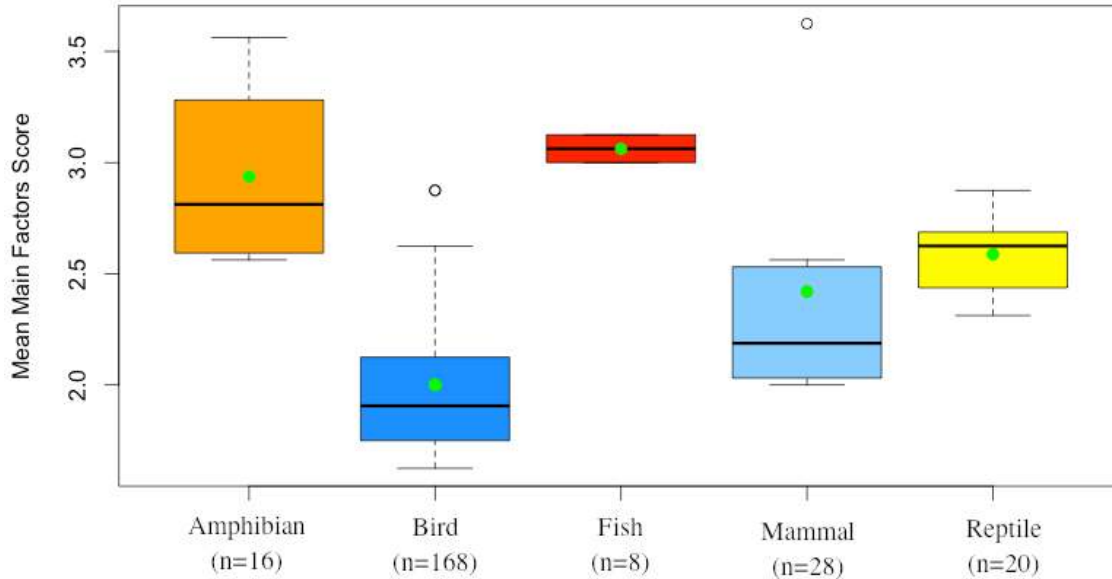 Mean Main Factors Score
3.5
3.0
2.5
2.0
Amphibian Bird Fish Mammal Reptile
(n=16) (n=168) (n=8) (n=28) (n=20)